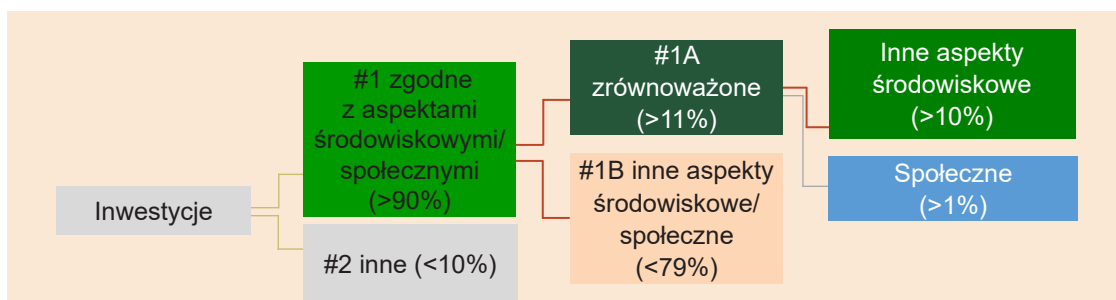 Inwestycje
#1 zgodne
z aspektami
środowiskowymi/
społecznymi
(>90%)
#2 inne (<10%)
#1A
zrównoważone
(>11%)
#1B inne aspekty
środowiskowe/
społeczne
(<79%)
Inne aspekty
środowiskowe
(>10%)
Społeczne
(>1%)